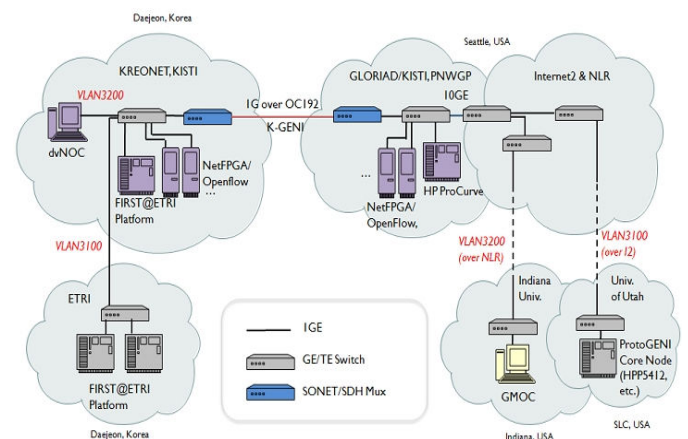 Daejeon, Korea
KREONET,KISTI
VLAN3200
dvNOC
FIRST@ETRI
Platform
NetFPGA/
Openflow
...
1G over OC192
K-GENI
Seattle, USA
GLORIAD/KISTI,PNWGP
10GE
...
NetFPGA/
OpenFlow,
HP ProCurve
Internet2 & NLR
VLAN3100
ETRI
FIRST@ETRI
Platform
Daejeon, Korea
1GE
GE/TE Switch
SONET/SDH Mux
VLAN3200
(over NLR)
Indiana
Univ.
GMOC
Indiana, USA
VLAN3100
(over I2)
Univ.
of Utah
ProtoGENI
Core Node
(HPP5412,
etc.)
SLC, USA